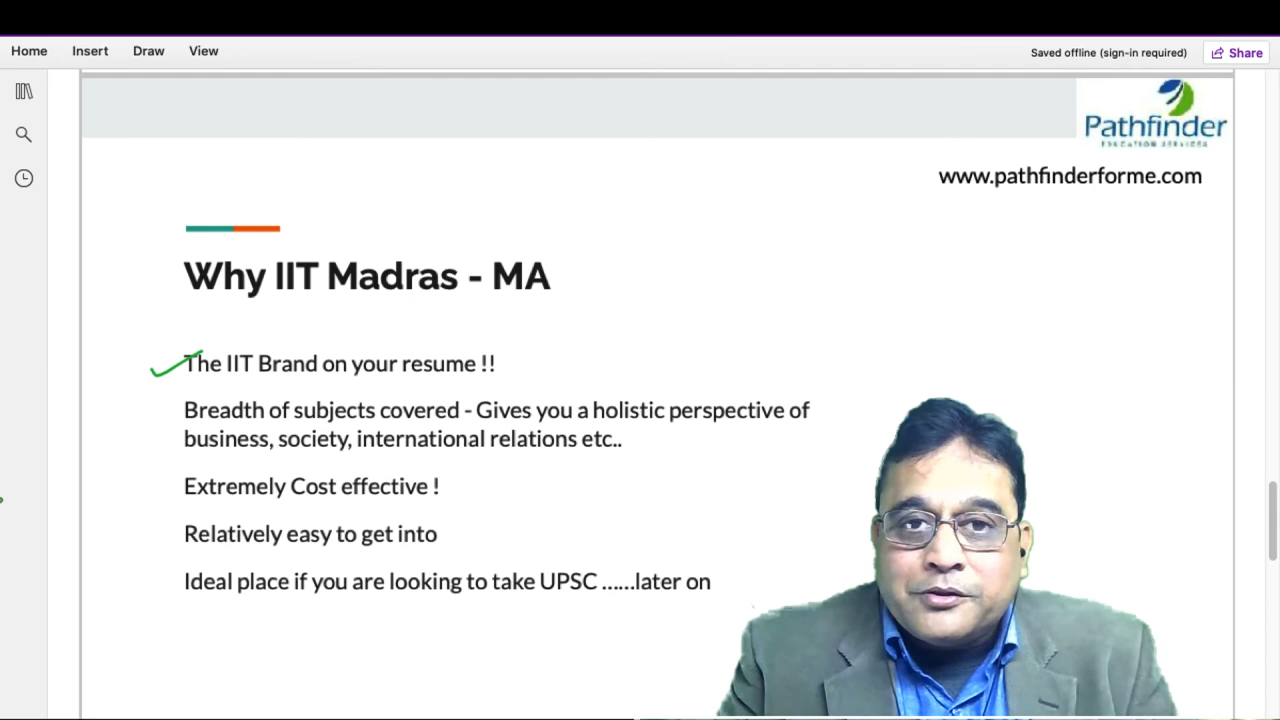 Home Insert Draw View Saved offline (sign-in required) Share
Pathfinder
EDUCATION SERVICES
www.pathfinderforme.com
Why IIT Madras - MA
The IIT Brand on your resume !!
Breadth of subjects covered - Gives you a holistic perspective of
business, society, international relations etc..
Extremely Cost effective !
Relatively easy to get into
Ideal place if you are looking to take UPSC ......later on